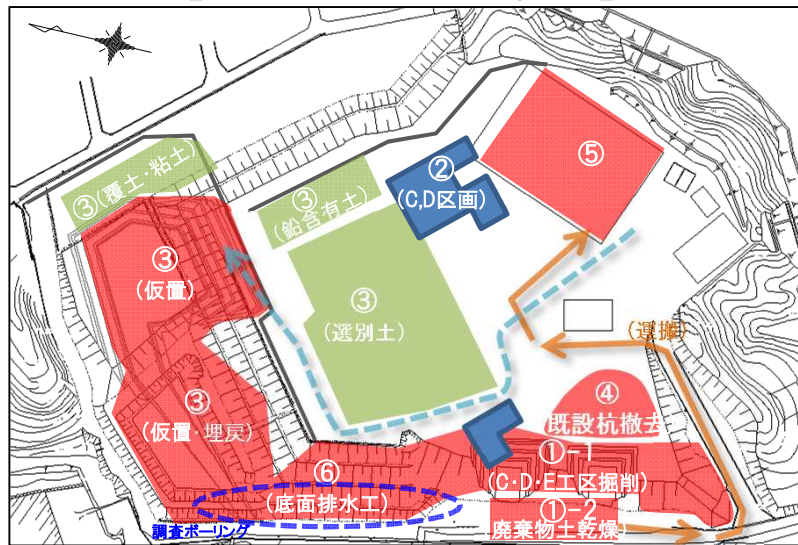 ⑤
②
(C,D区画)
③(覆土・粘土)
③
(鉛含有土)
③
(仮置)
③
(選別土)
(運搬)
④
既設杭撤去
③
(仮置・埋戻)
①-1
(C・D・E工区掘削)
⑥
(底面排水工)
①-2
(廃棄物土乾燥)
調査ボーリング